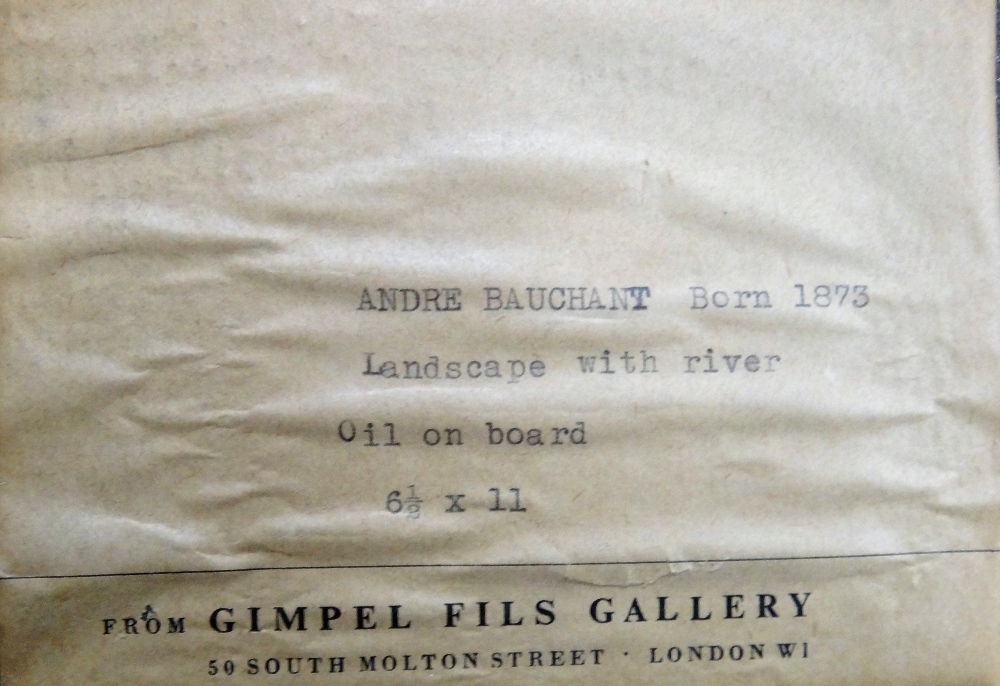 ANDRE BAUCHANT Born 1873
Landscape with river
Oil on board
6½ x 11
FROM GIMPEL FILS GALLERY
50 SOUTH MOLTON STREET · LONDON W1